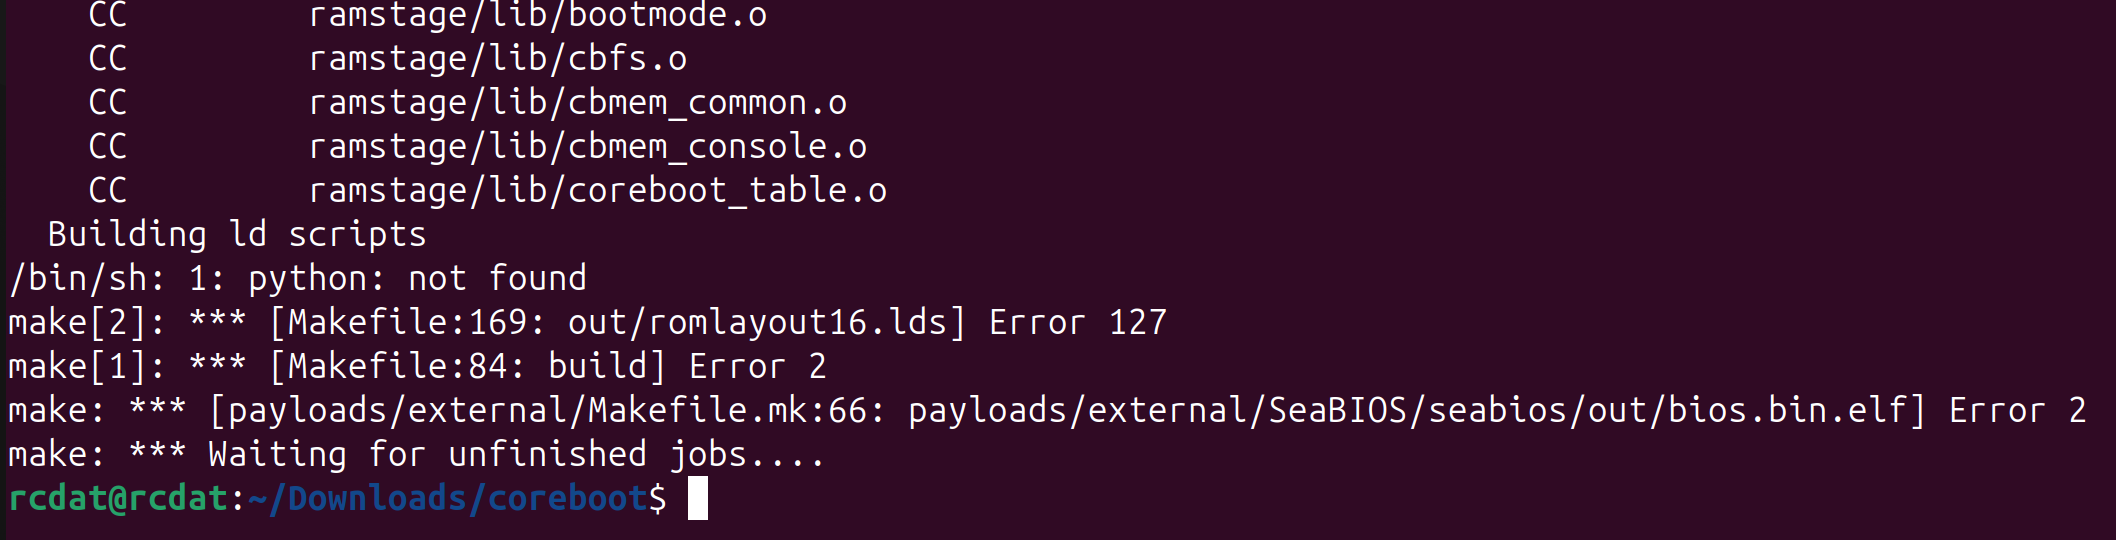 CC ramstage/lib/bootmode.o
CC ramstage/lib/cbfs.o
CC ramstage/lib/cbmem_common.o
CC ramstage/lib/cbmem_console.o
CC ramstage/lib/coreboot_table.o
Building ld scripts
/bin/sh: 1: python: not found
make[2]: *** [Makefile:169: out/romlayout16.lds] Error 127
make[1]: *** [Makefile:84: build] Error 2
make: *** [payloads/external/Makefile.mk:66: payloads/external/SeaBIOS/seabios/out/bios.bin.elf] Error 2
make: *** Waiting for unfinished jobs....
rcdat@rcdat:~/Downloads/coreboot$